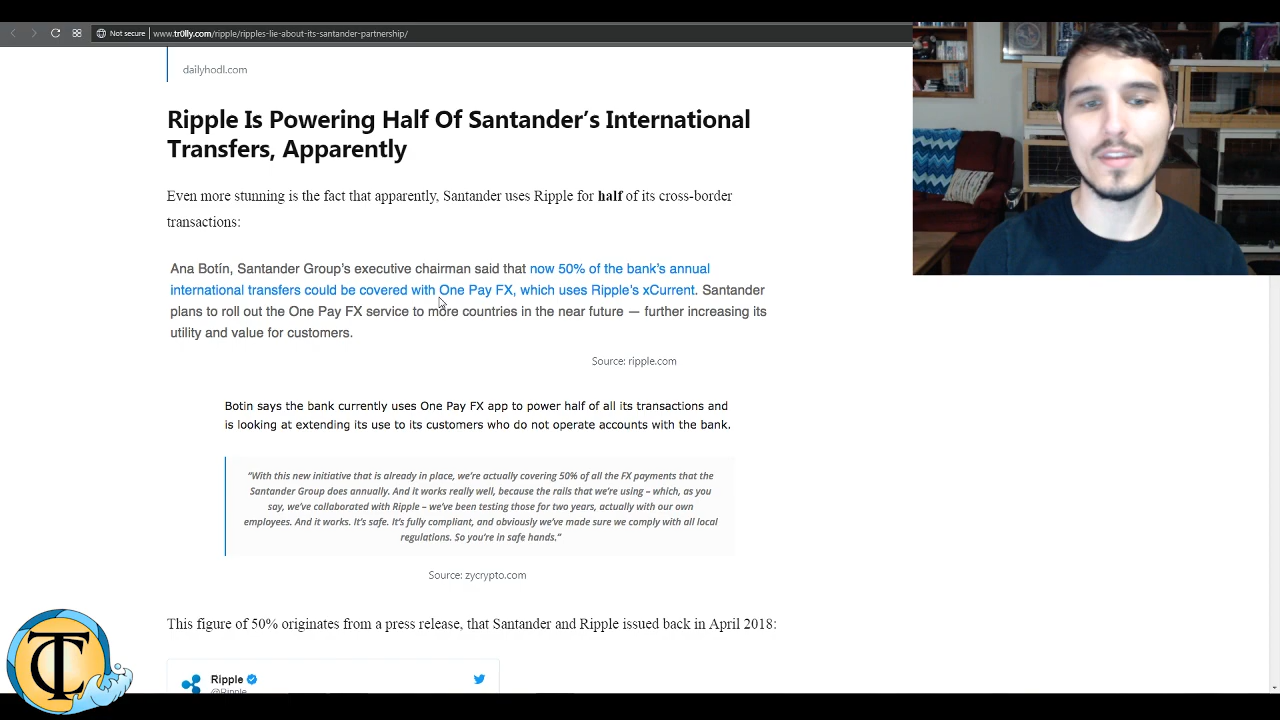 Not secure
www.tr0lly.com/ripple/ripples-lie-about-its-santander-partnership/
dailyhodl.com
Ripple Is Powering Half Of Santander’s International
Transfers, Apparently
Even more stunning is the fact that apparently, Santander uses Ripple for half of its cross-border
transactions:
Ana Botín, Santander Group’s executive chairman said that now 50% of the bank’s annual
international transfers could be covered with One Pay FX, which uses Ripple’s xCurrent. Santander
plans to roll out the One Pay FX service to more countries in the near future — further increasing its
utility and value for customers.
Source: ripple.com
Botin says the bank currently uses One Pay FX app to power half of all its transactions and
is looking at extending its use to its customers who do not operate accounts with the bank.
“With this new initiative that is already in place, we’re actually covering 50% of all the FX payments that the
Santander Group does annually. And it works really well, because the rails that we’re using – which, as you
say, we’ve collaborated with Ripple – we’ve been testing those for two years, actually with our own
employees. And it works. It’s safe. It’s fully compliant, and obviously we’ve made sure we comply with all local
regulations. So you’re in safe hands.”
Source: zycrypto.com
This figure of 50% originates from a press release, that Santander and Ripple issued back in April 2018:
Ripple
@Ripple
TC